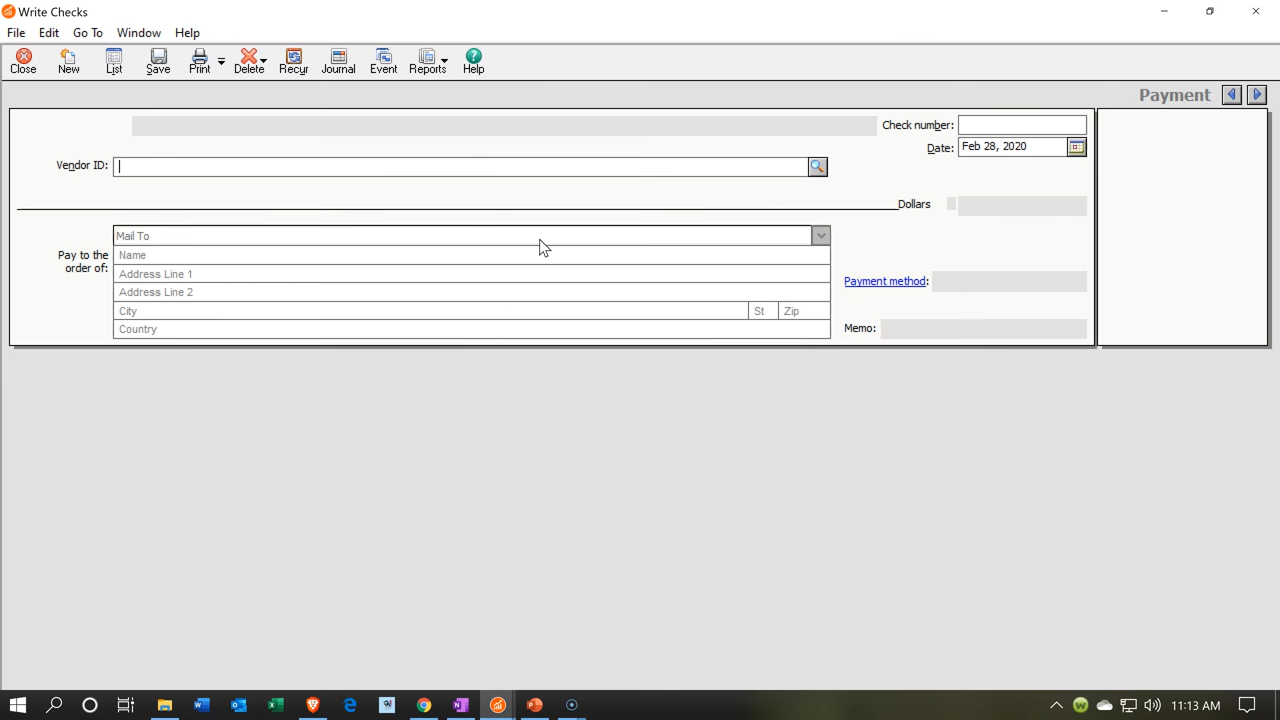 Write Checks
File Edit Go To Window Help
Close New List Save Print Delete Recur Journal Event Reports Help
Payment
Check number:
Date: Feb 28, 2020
Vendor ID:
Dollars
Mail To
Pay to the order of:
Name
Address Line 1
Address Line 2
City St Zip
Country
Payment method:
Memo:
11:13 AM